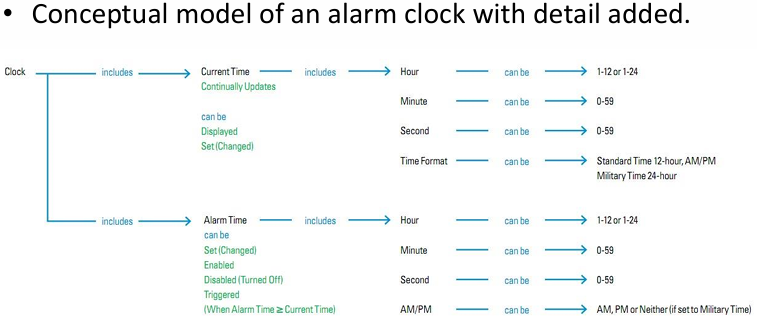 • Conceptual model of an alarm clock with detail added.
Clock includes Current Time includes Hour can be 1-12 or 1-24
Continually Updates
Minute can be 0-59
can be
Displayed
Second can be 0-59
Set (Changed)
Time Format can be Standard Time 12-hour, AM/PM
Military Time 24-hour
includes Alarm Time includes Hour can be 1-12 or 1-24
can be
Set (Changed)
Minute can be 0-59
Enabled
Disabled (Turned Off)
Second can be 0-59
Triggered
(When Alarm Time ≥ Current Time)
AM/PM can be AM, PM or Neither (if set to Military Time)